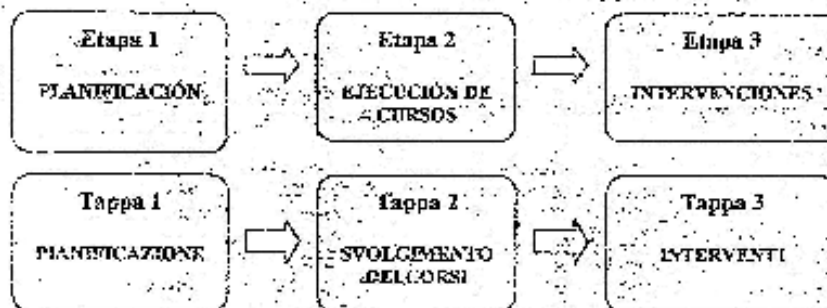 Etapa 1
PLANIFICACIÓN
Etapa 2
EJECUCIÓN DE
CURSOS
Etapa 3
INTERVENCIONES
Tappa 1
PIANIFICAZIONE
Tappa 2
SVOLGIMENTO
DEI CORSI
Tappa 3
INTERVENTI